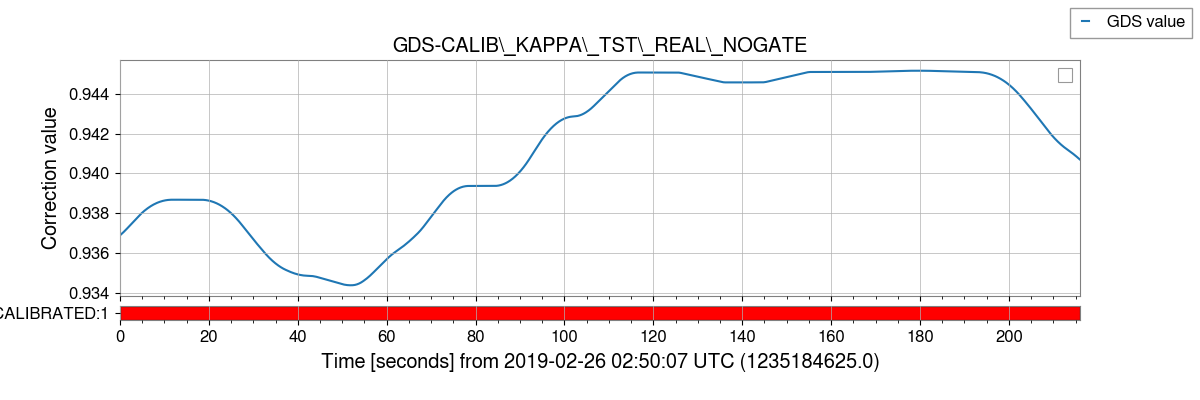 GDS value
GDS-CALIB\_KAPPA\_TST\_REAL\_NOGATE
Correction value
0.944
0.942
0.940
0.938
0.936
0.934
CALIBRATED:1
0 20 40 60 80 100 120 140 160 180 200
Time [seconds] from 2019-02-26 02:50:07 UTC (1235184625.0)